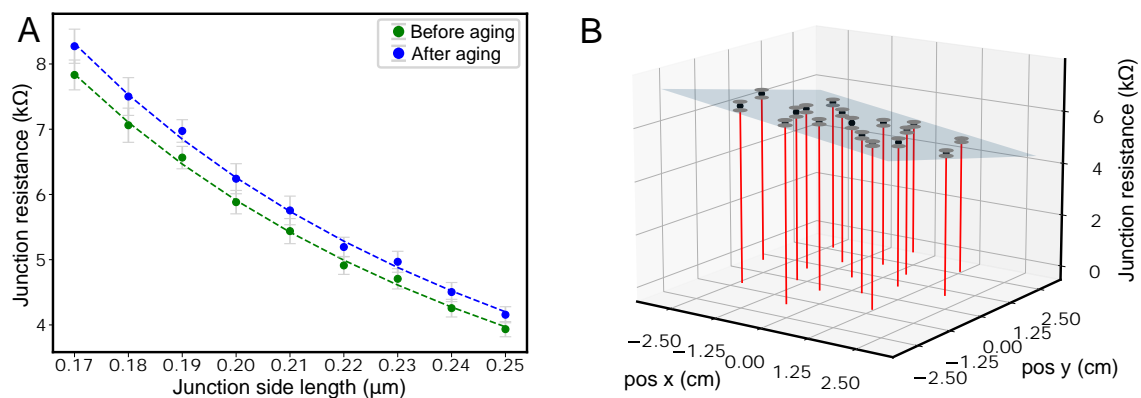 A
Before aging
After aging
8
7
6
5
4
Junction resistance (kΩ)
0.17 0.18 0.19 0.20 0.21 0.22 0.23 0.24 0.25
Junction side length (μm)
B
6
4
2
0
Junction resistance (kΩ)
−2.50 −1.25 0.00 1.25 2.50
pos x (cm)
−2.50 −1.25 0.00 1.25 2.50
pos y (cm)